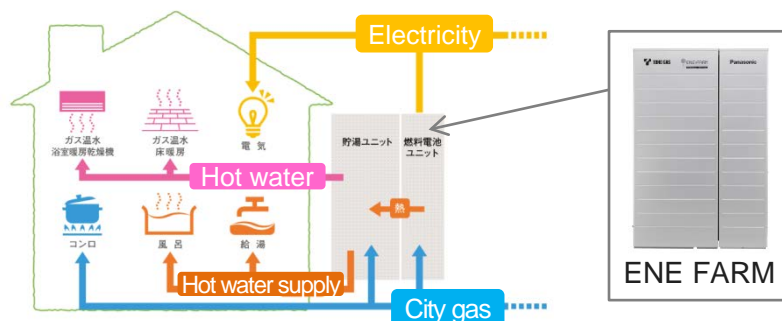 Electricity
ガス温水
浴室暖房乾燥機
ガス温水
床暖房
電気
貯湯ユニット
燃料電池
ユニット
Hot water
熱
コンロ
風呂
給湯
Hot water supply
City gas
Panasonic
ENE FARM